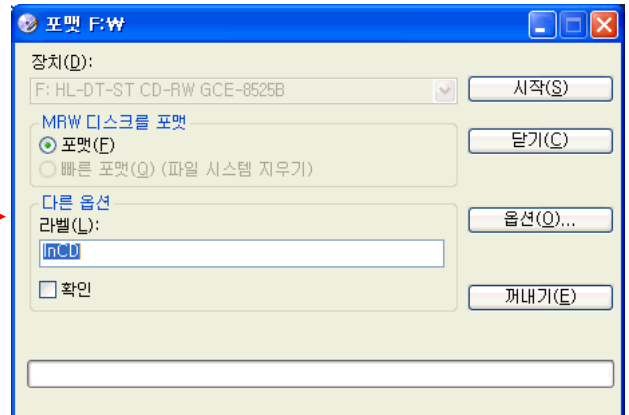 포맷 F:₩
장치(D):
F: HL-DT-ST CD-RW GCE-8525B
시작(S)
MRW 디스크를 포맷
포맷(F)
닫기(C)
빠른 포맷(Q) (파일 시스템 지우기)
다른 옵션
라벨(L):
옵션(O)...
InCD
확인
꺼내기(E)